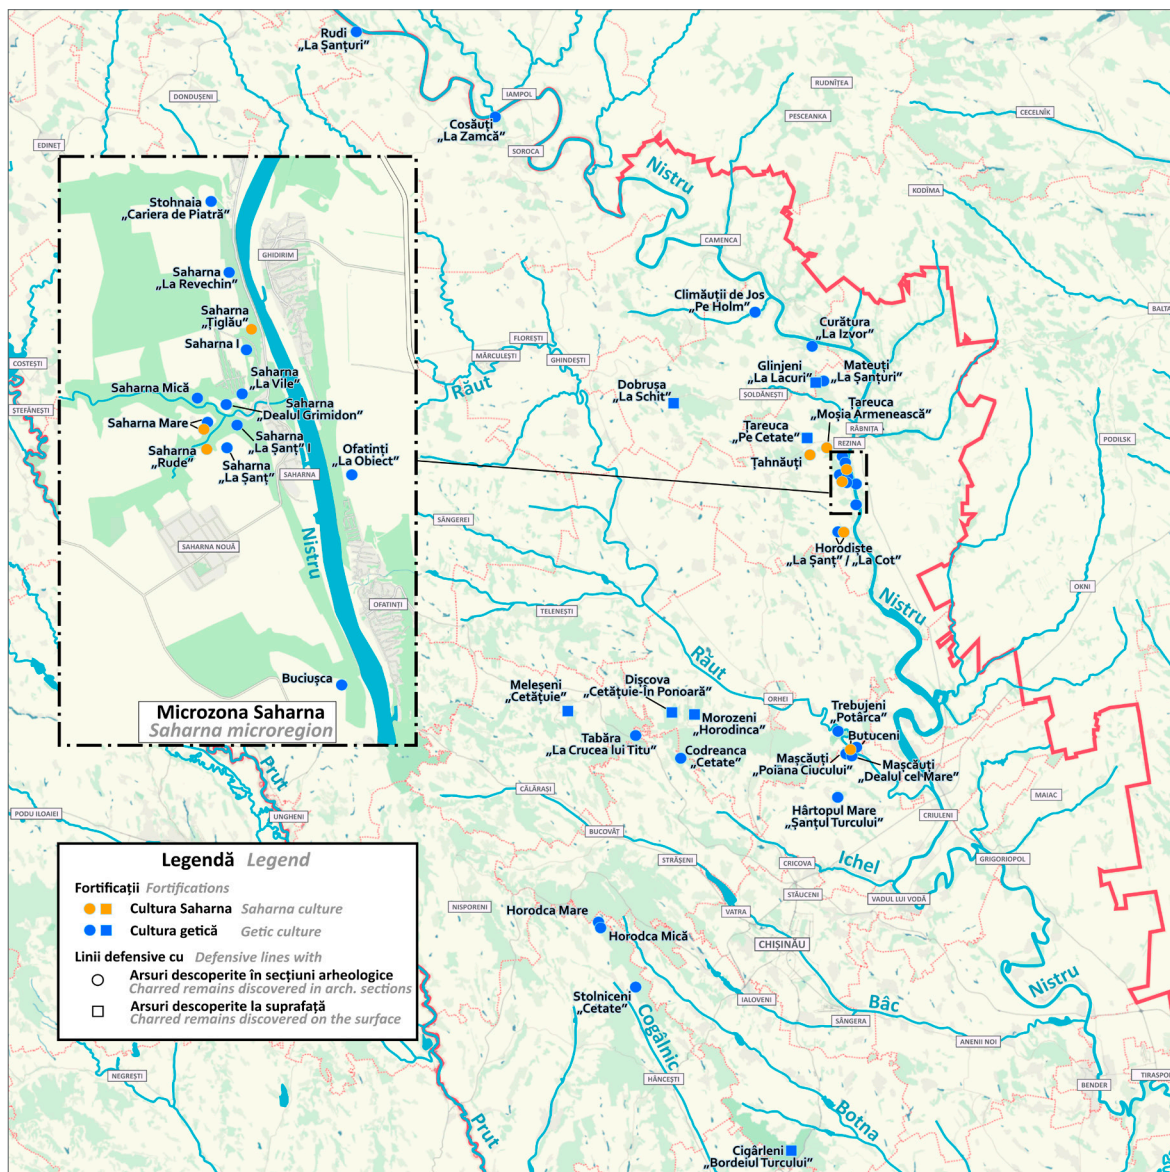 Rudi
„La Șanțuri”
DONDUȘENI
IAMPOL
RUDNÎȚEA
PESCEANKA
CECELNÎK
EDINEȚ
Cosăuți
„La Zamcă”
SOROCA
Nistru
KODÎMA
CAMENCA
Climăuții de Jos
„Pe Holm”
BALTA
Curătura
„La Izvor”
FLOREȘTI
MĂRCULEȘTI
GHINDEȘTI
COSTEȘTI
ȘTEFĂNEȘTI
Răut
Glinjeni
„La Lăcuri”
Mateuți
„La Șanțuri”
Dobrușa
„La Schit”
ȘOLDĂNEȘTI
Țareuca
„Moșia Armenească”
RÂBNIȚA
REZINA
Țareuca
„Pe Cetate”
Țahnăuți
PODILSK
SÂNGEREI
Horodiște
„La Șanț” / „La Cot”
Nistru
OKNI
TELENEȘTI
Răut
ORHEI
Stohnaia
„Cariera de Piatră”
GHIDIRIM
Saharna
„La Revechin”
Saharna
„Țiglău”
Saharna I
Saharna
„La Vile”
Saharna Mică
Saharna
„Dealul Grimidon”
Saharna Mare
Saharna
„La Șanț” I
Saharna
„Rude”
Saharna
„La Șanț”
Ofatinți
„La Obiect”
SAHARNA
SAHARNA NOUĂ
Nistru
OFATINȚI
Buciușca
Microzona Saharna
Saharna microregion
Meleșeni
„Cetățuie”
Dișcova
„Cetățuie-În Ponoară”
Morozeni
„Horodinca”
Tabăra
„La Crucea lui Titu”
Codreanca
„Cetate”
Trebujeni
„Potârca”
Butuceni
Mașcăuți
„Poiana Ciucului”
Mașcăuți
„Dealul cel Mare”
Hârtopul Mare
„Șanțul Turcului”
Prut
PODU ILOAIEI
UNGHENI
CĂLĂRAȘI
BUCOVĂȚ
STRĂȘENI
CRICOVA
Ichel
CRIULENI
MAIAC
GRIGORIOPOL
STĂUCENI
VADUL LUI VODĂ
VATRA
NISPORENI
CHIȘINĂU
Horodca Mare
Horodca Mică
Stolniceni
„Cetate”
Cogâlnic
IALOVENI
Bâc
SÂNGERA
Nistru
ANENII NOI
HÂNCEȘTI
BENDER
TIRASPO
Botna
Prut
NEGREȘTI
Cigârleni
„Bordeiul Turcului”
Legendă Legend
Fortificații Fortifications
Cultura Saharna Saharna culture
Cultura getică Getic culture
Linii defensive cu Defensive lines with
Arsuri descoperite în secțiuni arheologice
Charred remains discovered in arch. sections
Arsuri descoperite la suprafață
Charred remains discovered on the surface